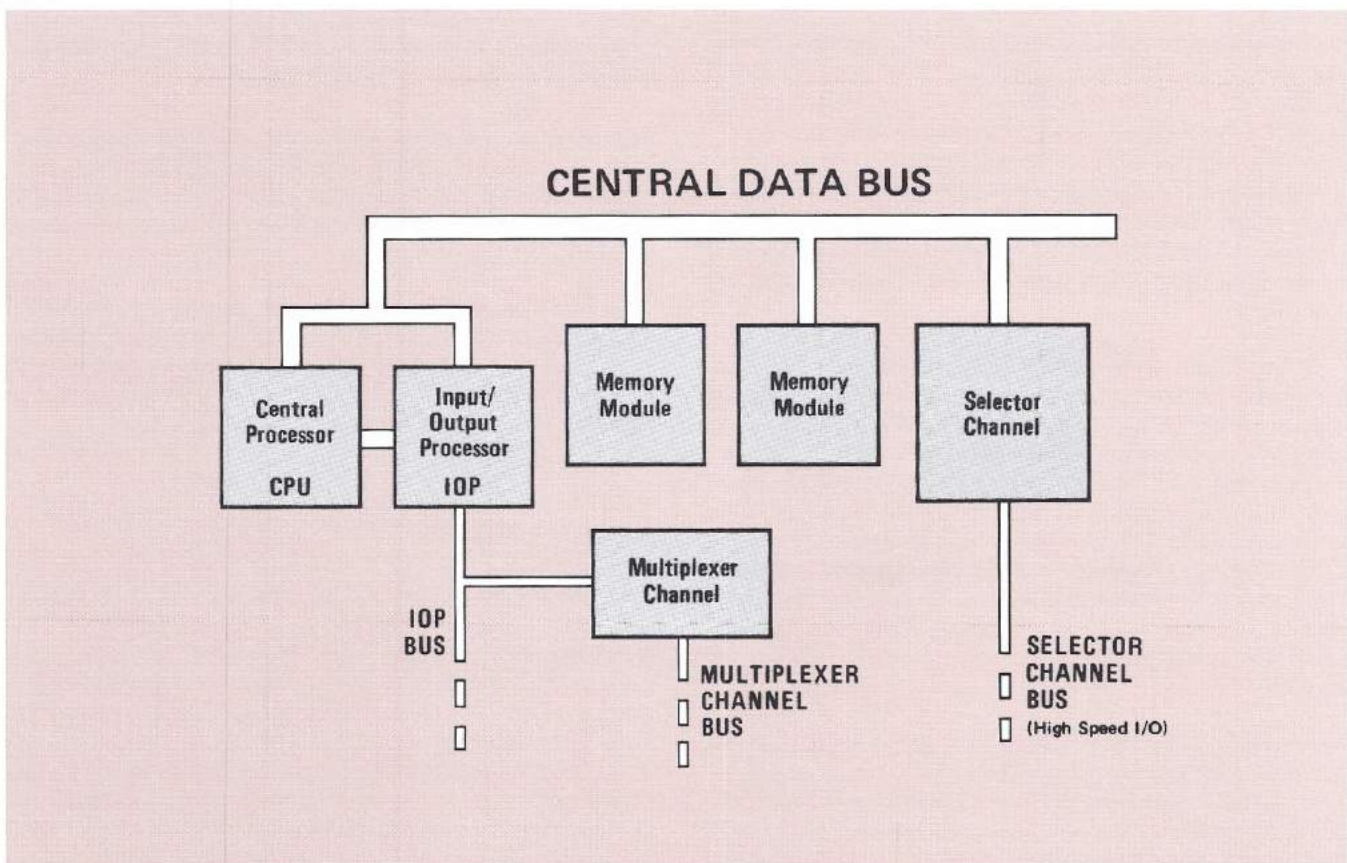 CENTRAL DATA BUS
Central
Processor
CPU
Input/
Output
Processor
IOP
Memory
Module
Memory
Module
Selector
Channel
Multiplexer
Channel
IOP
BUS
MULTIPLEXER
CHANNEL
BUS
SELECTOR
CHANNEL
BUS
(High Speed I/O)